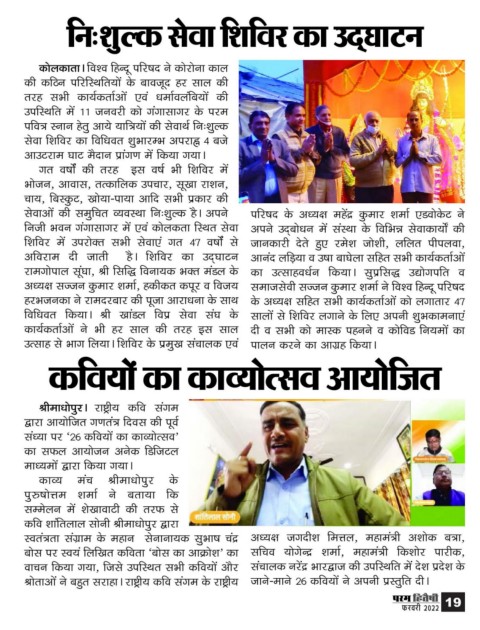 निःशुल्क सेवा शिविर का उद्घाटन
कोलकाता। विश्व हिन्दू परिषद ने कोरोना काल
की कठिन परिस्थितियों के बावजूद हर साल की
तरह सभी कार्यकर्ताओं एवं धर्मावलंबियों की
उपस्थिति में 11 जनवरी को गंगासागर के परम
पवित्र स्नान हेतु आये यात्रियों की सेवार्थ निःशुल्क
सेवा शिविर का विधिवत शुभारम्भ अपराह्न 4 बजे
आउटराम घाट मैदान प्रांगण में किया गया।
गत वर्षों की तरह इस वर्ष भी शिविर में
भोजन, आवास, तत्कालिक उपचार, सूखा राशन,
चाय, बिस्कुट, खोया-पाया आदि सभी प्रकार की
सेवाओं की समुचित व्यवस्था निःशुल्क है। अपने
निजी भवन गंगासागर में एवं कोलकता स्थित सेवा
शिविर में उपरोक्त सभी सेवाएं गत 47 वर्षों से
अविराम दी जाती है। शिविर का उद्घाटन
रामगोपाल सूंघा, श्री सिद्धि विनायक भक्त मंडल के
अध्यक्ष सज्जन कुमार शर्मा, हकीकत कपूर व विजय
हरभजनका ने रामदरबार की पूजा आराधना के साथ
विधिवत किया। श्री खांडल विप्र सेवा संघ के
कार्यकर्ताओं ने भी हर साल की तरह इस साल
उत्साह से भाग लिया। शिविर के प्रमुख संचालक एवं
परिषद के अध्यक्ष महेंद्र कुमार शर्मा एडवोकेट ने
अपने उद्बोधन में संस्था के विभिन्न सेवाकार्यों की
जानकारी देते हुए रमेश जोशी, ललित पीपलवा,
आनंद लड़िया व उषा बाघेला सहित सभी कार्यकर्ताओं
का उत्साहवर्धन किया। सुप्रसिद्ध उद्योगपति व
समाजसेवी सज्जन कुमार शर्मा ने विश्व हिन्दू परिषद
के अध्यक्ष सहित सभी कार्यकर्ताओं को लगातार 47
सालों से शिविर लगाने के लिए अपनी शुभकामनाएं
दी व सभी को मास्क पहनने व कोविड नियमों का
पालन करने का आग्रह किया।
कवियों का काव्योत्सव आयोजित
श्रीमाधोपुर। राष्ट्रीय कवि संगम
द्वारा आयोजित गणतंत्र दिवस की पूर्व
संध्या पर '26 कवियों का काव्योत्सव'
का सफल आयोजन अनेक डिजिटल
माध्यमों द्वारा किया गया।
काव्य मंच श्रीमाधोपुर के
पुरुषोत्तम शर्मा ने बताया कि
सम्मेलन में शेखावाटी की तरफ से
कवि शांतिलाल सोनी श्रीमाधोपुर द्वारा
स्वतंत्रता संग्राम के महान सेनानायक सुभाष चंद्र
बोस पर स्वयं लिखित कविता 'बोस का आक्रोश' का
वाचन किया गया, जिसे उपस्थित सभी कवियों और
श्रोताओं ने बहुत सराहा। राष्ट्रीय कवि संगम के राष्ट्रीय
शांतिलाल सोनी
अध्यक्ष जगदीश मित्तल, महामंत्री अशोक बत्रा,
सचिव योगेन्द्र शर्मा, महामंत्री किशोर पारीक,
संचालक नरेंद्र भारद्वाज की उपस्थिति में देश प्रदेश के
जाने-माने 26 कवियों ने अपनी प्रस्तुति दी।
परम हितैषी
फरवरी 2022
19